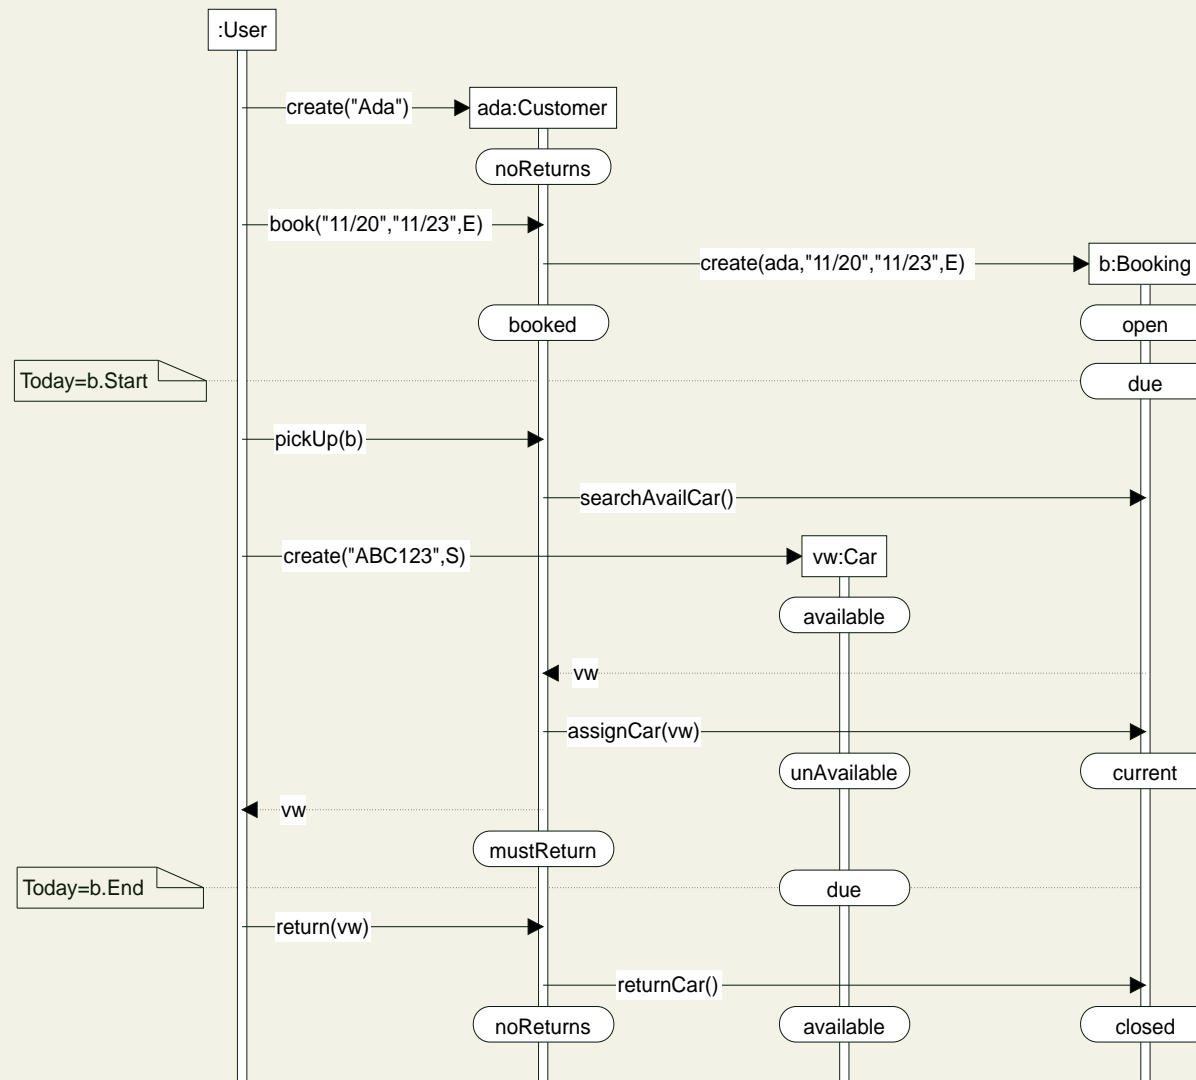 :User
create("Ada")
ada:Customer
noReturns
book("11/20","11/23",E)
create(ada,"11/20","11/23",E)
b:Booking
booked
open
Today=b.Start
due
pickUp(b)
searchAvailCar()
create("ABC123",S)
vw:Car
available
vw
assignCar(vw)
unAvailable
current
vw
mustReturn
Today=b.End
due
return(vw)
returnCar()
noReturns
available
closed